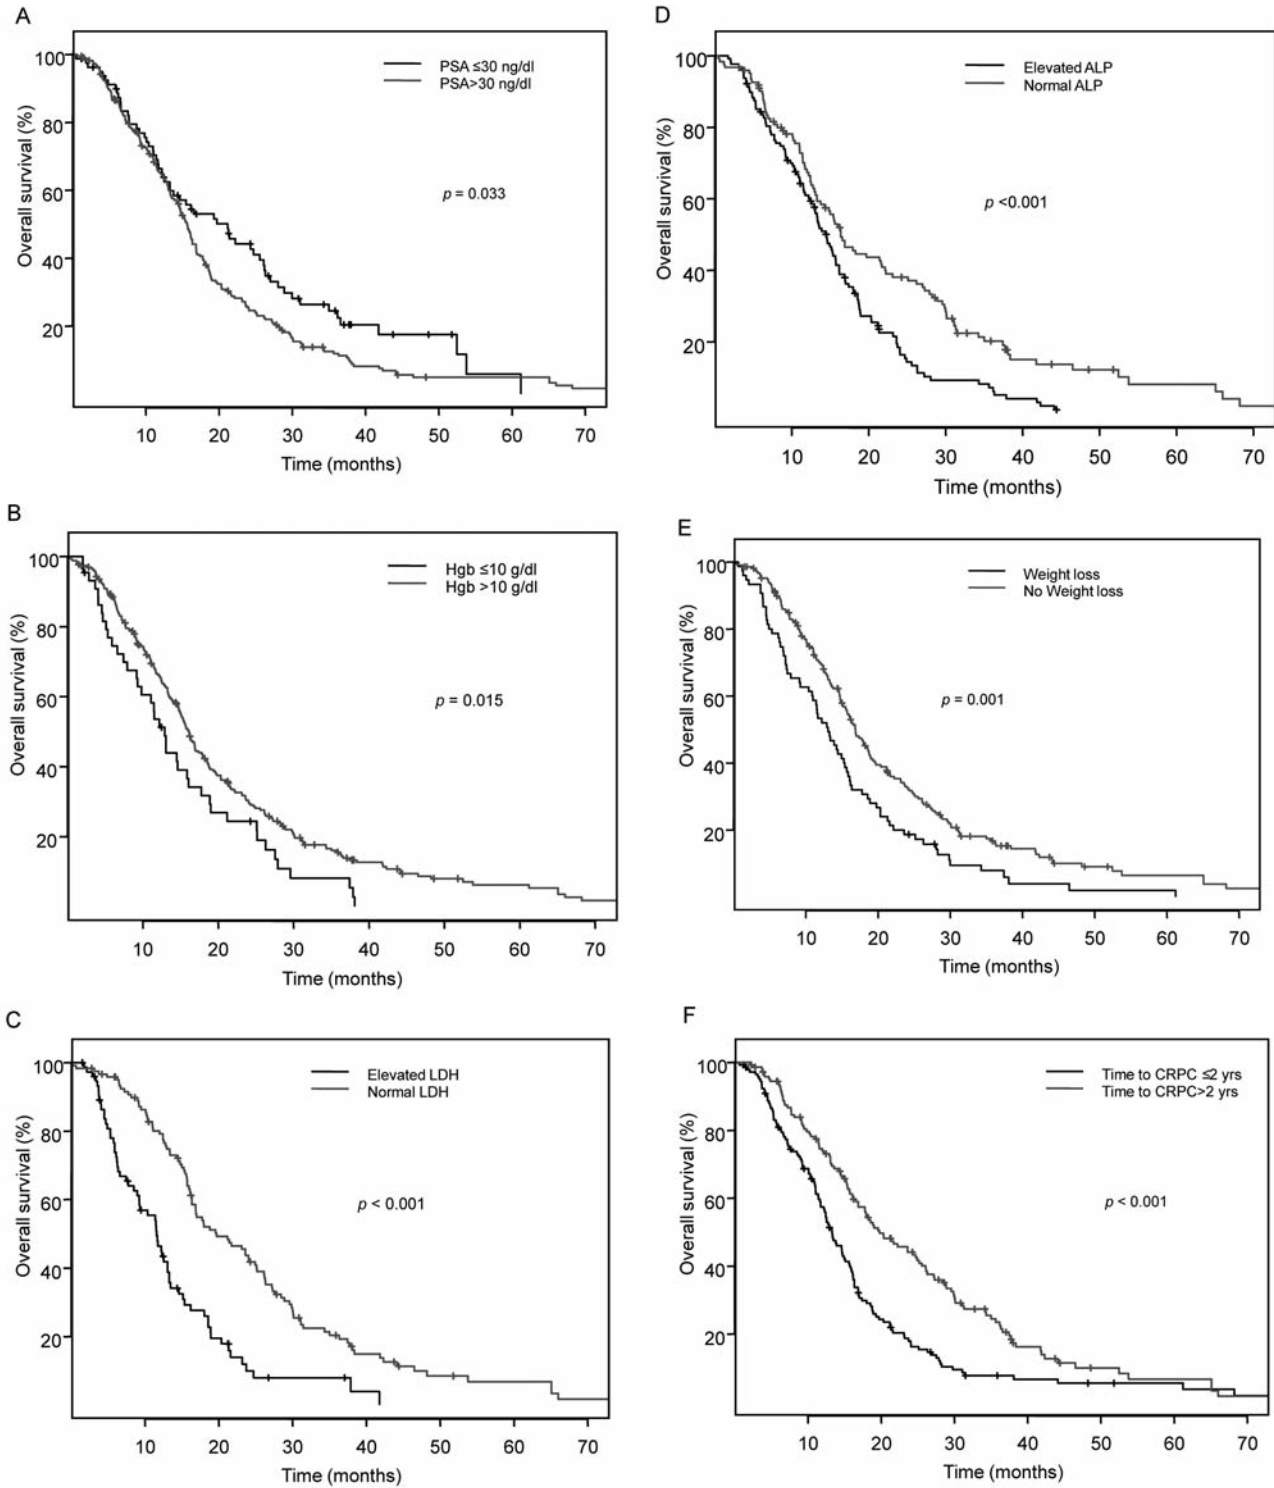 A
100
80
60
40
20
Overall survival (%)
PSA ≤30 ng/dl
PSA>30 ng/dl
p = 0.033
10 20 30 40 50 60 70
Time (months)
B
100
80
60
40
20
Overall survival (%)
Hgb ≤10 g/dl
Hgb >10 g/dl
p = 0.015
10 20 30 40 50 60 70
Time (months)
C
100
80
60
40
20
Overall survival (%)
Elevated LDH
Normal LDH
p < 0.001
10 20 30 40 50 60 70
Time (months)
D
100
80
60
40
20
Overall survival (%)
Elevated ALP
Normal ALP
p <0.001
10 20 30 40 50 60 70
Time (months)
E
100
80
60
40
20
Overall survival (%)
Weight loss
No Weight loss
p = 0.001
10 20 30 40 50 60 70
Time (months)
F
100
80
60
40
20
Overall survival (%)
Time to CRPC ≤2 yrs
Time to CRPC>2 yrs
p < 0.001
10 20 30 40 50 60 70
Time (months)